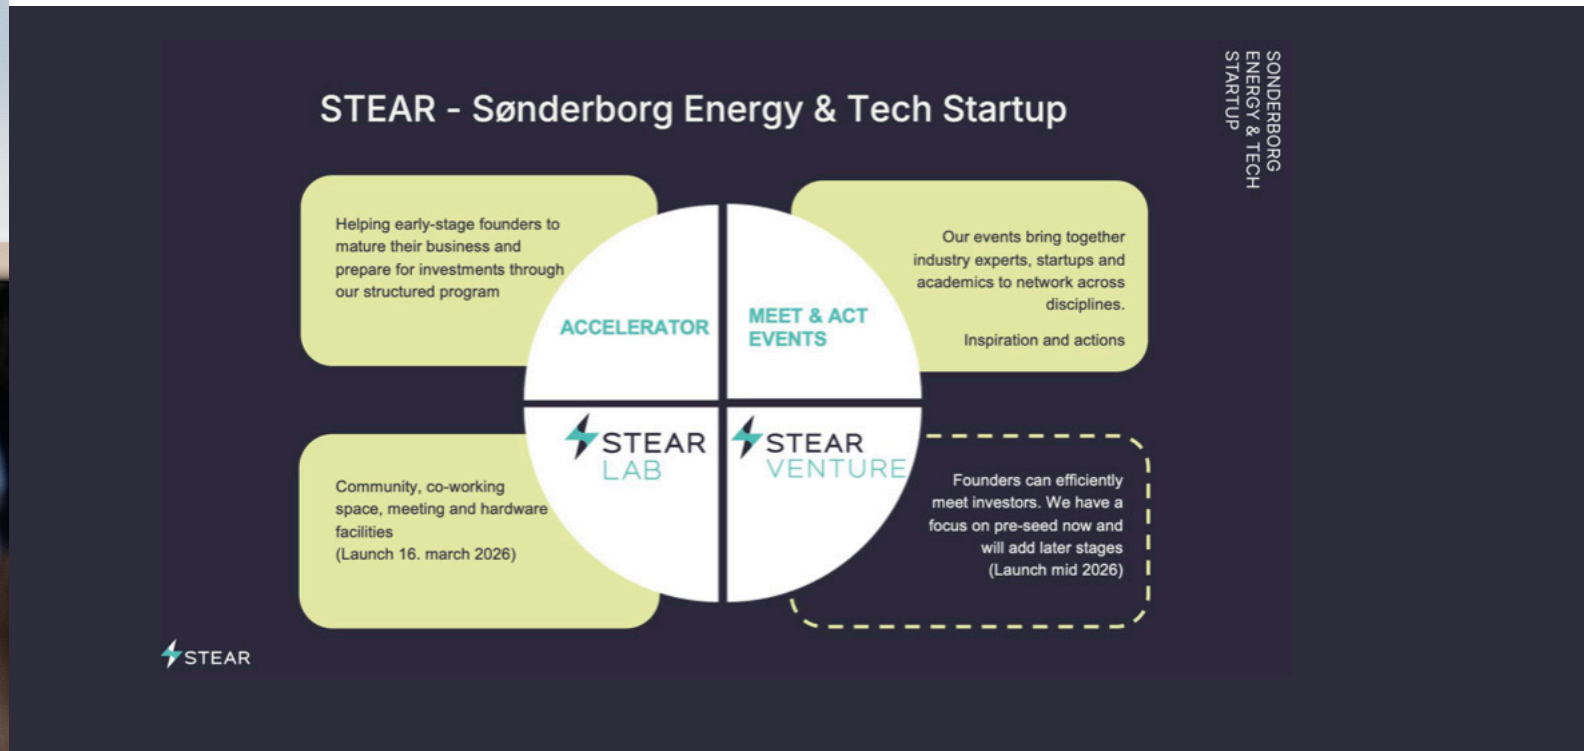 STEAR - Sønderborg Energy & Tech Startup
SONDERBORG
ENERGY & TECH
STARTUP
Helping early-stage founders to
mature their business and
prepare for investments through
our structured program
ACCELERATOR
MEET & ACT
EVENTS
Our events bring together
industry experts, startups and
academics to network across
disciplines.
Inspiration and actions
Community, co-working
space, meeting and hardware
facilities
(Launch 16. march 2026)
STEAR
LAB
STEAR
VENTURE
Founders can efficiently
meet investors. We have a
focus on pre-seed now and
will add later stages
(Launch mid 2026)
STEAR